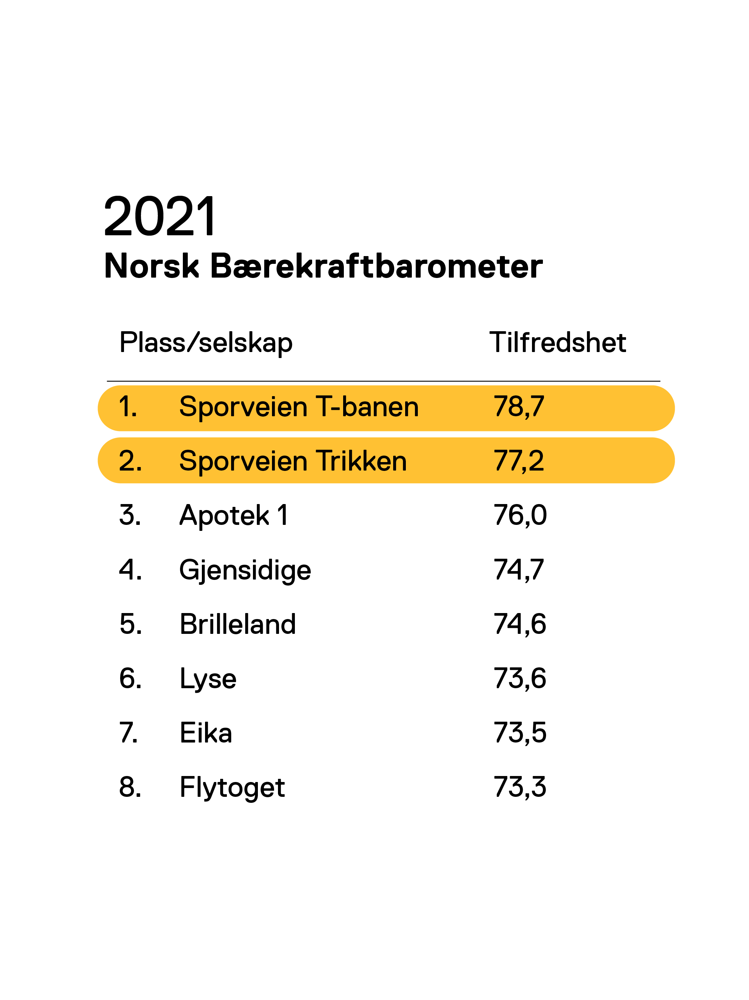 2021
Norsk Bærekraftbarometer
Plass/selskap Tilfredshet
1. Sporveien T-banen 78,7
2. Sporveien Trikken 77,2
3. Apotek 1 76,0
4. Gjensidige 74,7
5. Brilleland 74,6
6. Lyse 73,6
7. Eika 73,5
8. Flytoget 73,3